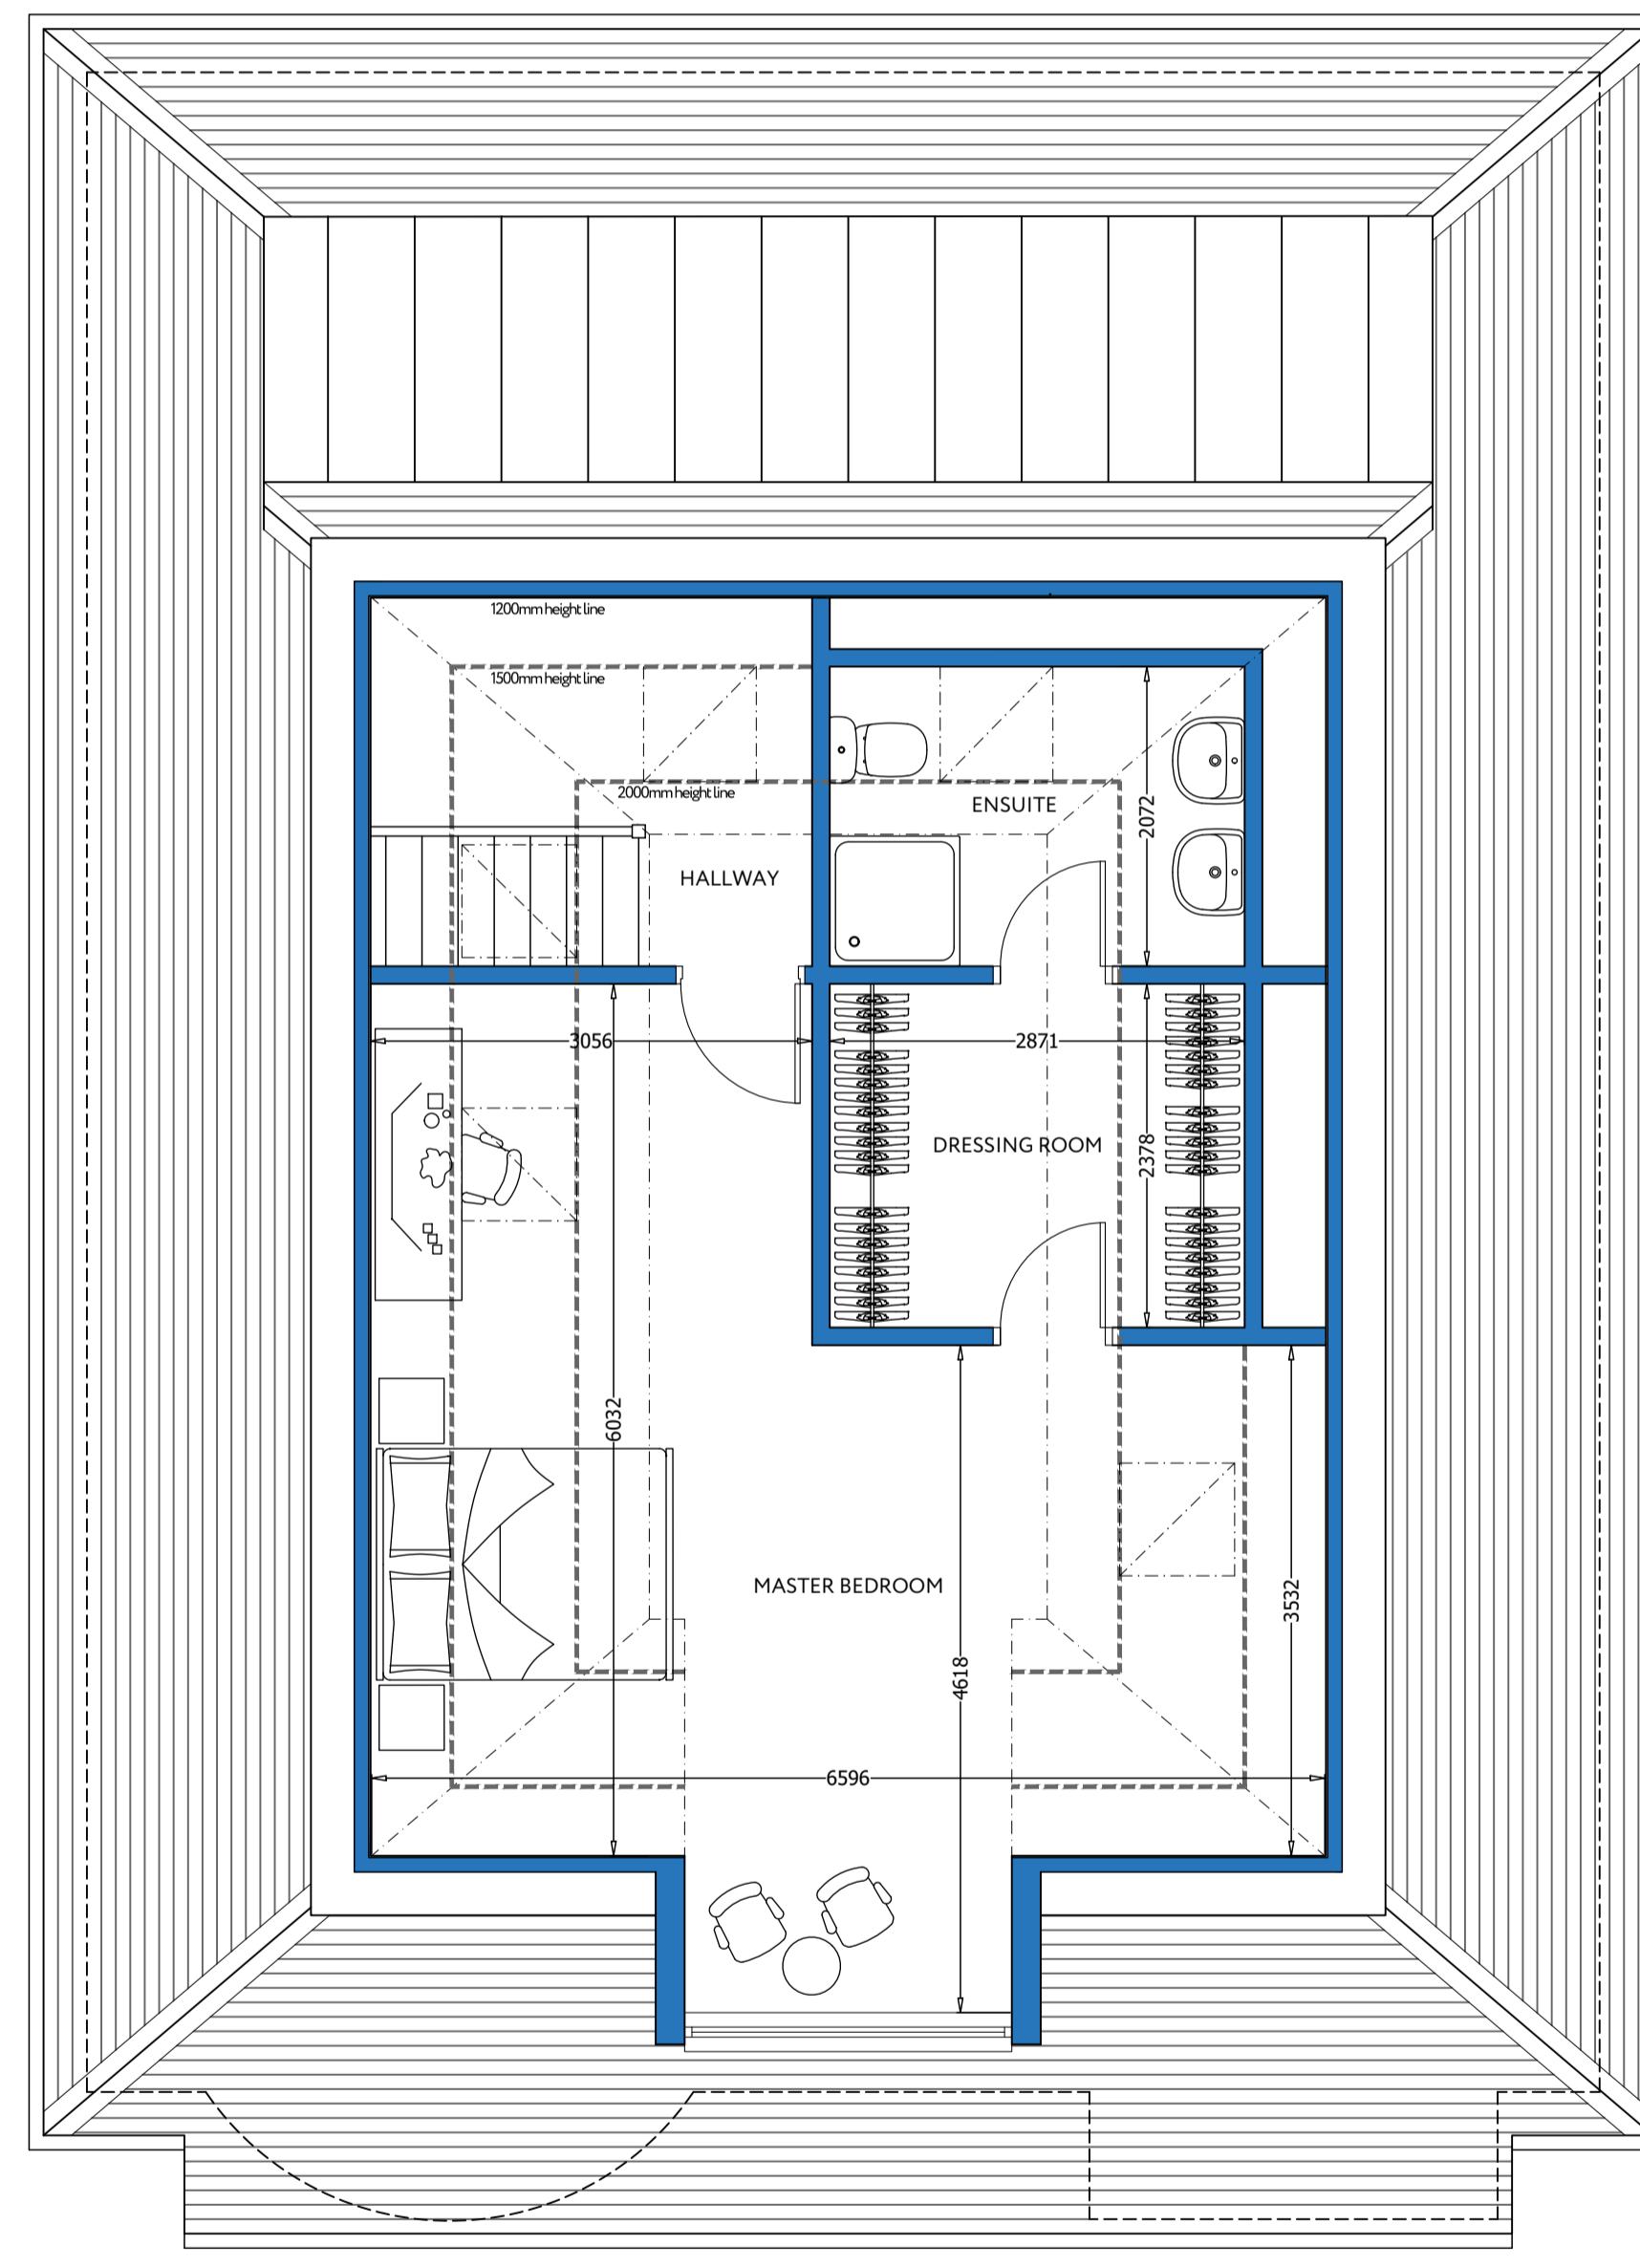 1200mm height line
1500mm height line
2000mm height line
ENSUITE
2072
HALLWAY
3056
2871
DRESSING ROOM
2378
6032
MASTER BEDROOM
3532
4618
6596